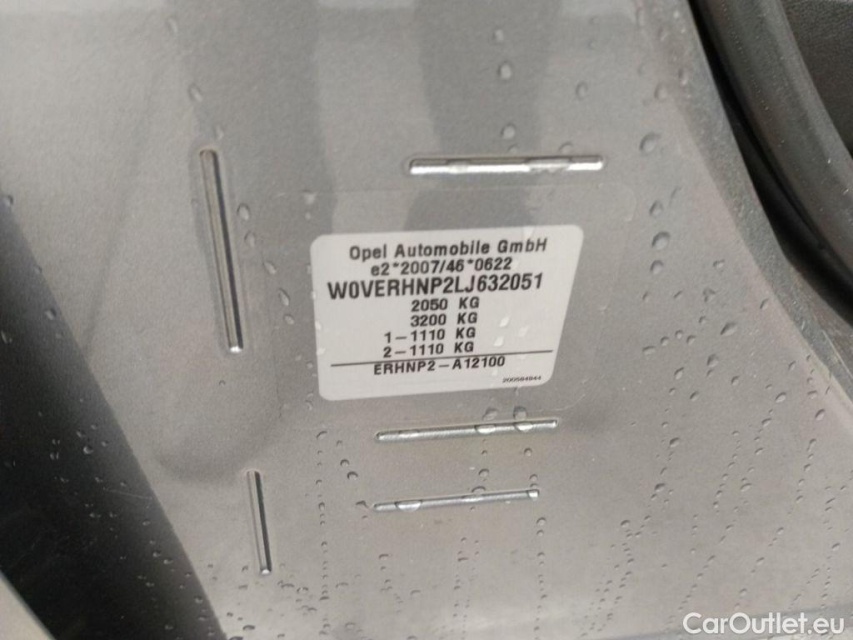 Opel Automobile GmbH
e2*2007/46*0622
W0VERHNP2LJ632051
2050 KG
3200 KG
1-1110 KG
2-1110 KG
ERHNP2-A12100
CarOutlet.eu